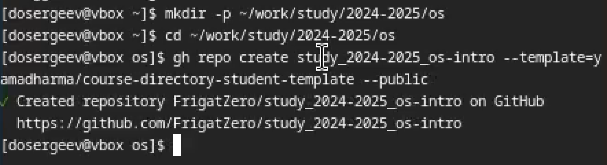 [dosergeev@vbox ~]$ mkdir -p ~/work/study/2024-2025/os
[dosergeev@vbox ~]$ cd ~/work/study/2024-2025/os
[dosergeev@vbox os]$ gh repo create study_2024-2025_os-intro --template=y
amadharma/course-directory-student-template --public
✓ Created repository FrigatZero/study_2024-2025_os-intro on GitHub
https://github.com/FrigatZero/study_2024-2025_os-intro
[dosergeev@vbox os]$